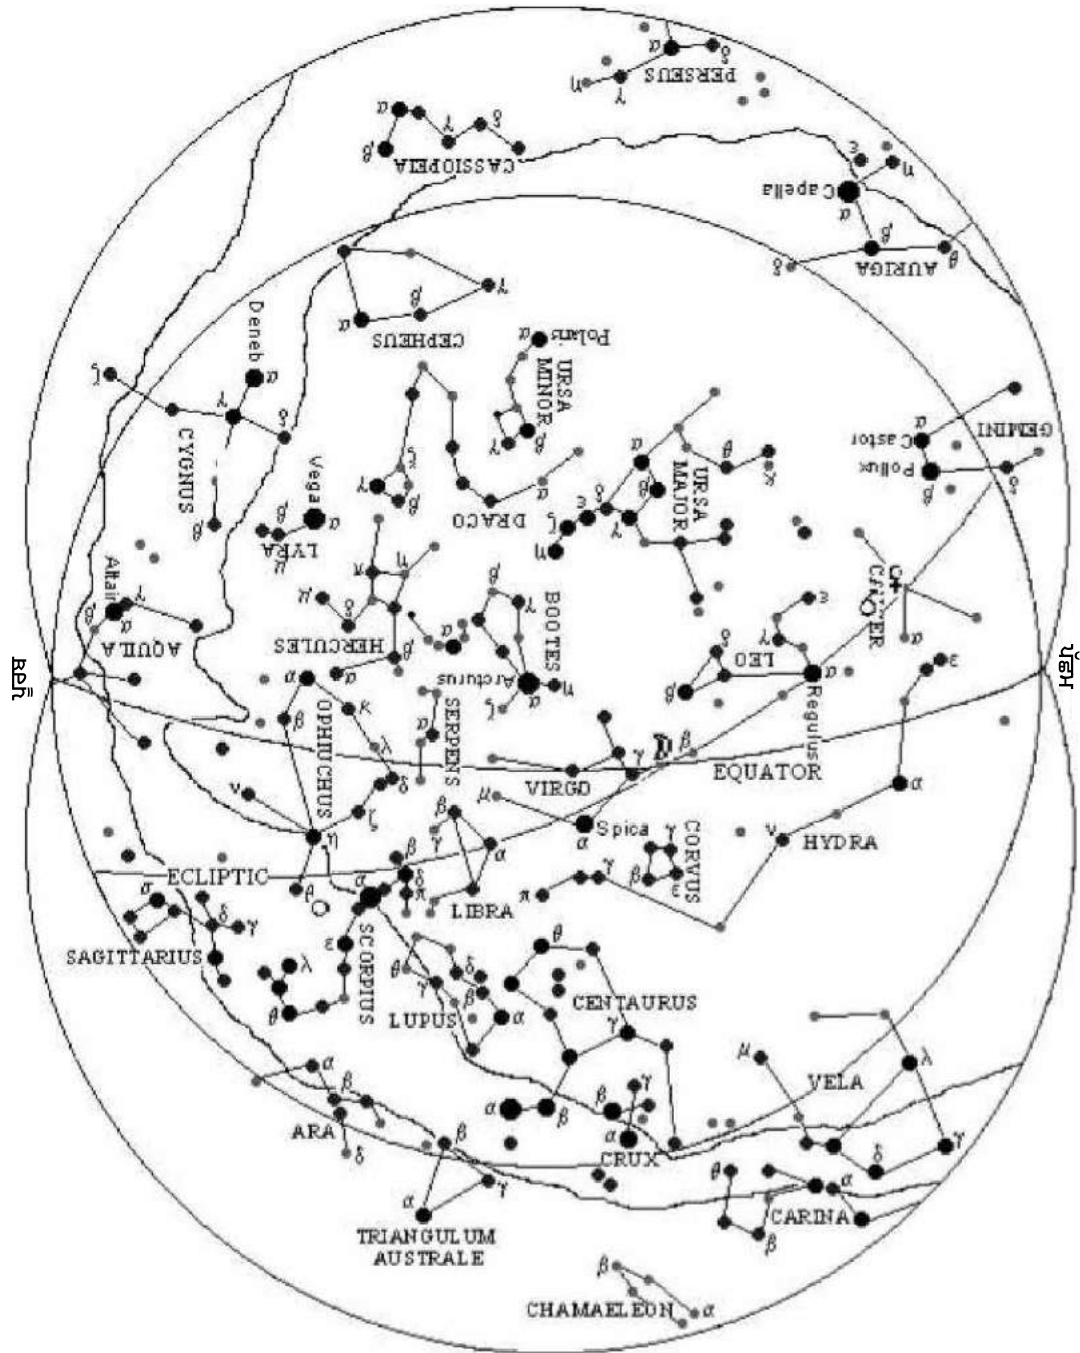 α
δ
PERSEUS
η
γ
α
γ
δ
β
CASSIOPEIA
ε
η
Capella
α
β
θ
δ
AURIGA
γ
β
α
CEPHEUS
Deneb
α
α
Polaris
URSA
MINOR
β
γ
ζ
γ
δ
CYGNUS
β
Vega
α
β
LYRA
ξ
γ
β
DRACO
α
α
β
URSA
MAJOR
θ
κ
δ
ε
ζ
η
γ
α
Castor
Pollux
β
GEMINI
Altair
γ
β
α
AQUILA
π
η
μ
δ
HERCULES
β
α
β
γ
BOOTES
α
Arcturus
α
η
ζ
CANCER
α
ε
γ
LEO
δ
β
α
Regulus
ε
α
β
κ
OPHIUCHUS
λ
δ
ζ
ν
η
θ
SERPENS
α
VIRGO
γ
β
EQUATOR
α
μ
Spica
α
β
γ
α
LIBRA
γ
β
ε
CORVUS
γ
π
ν
HYDRA
ECLIPTIC
α
δ
γ
SAGITTARIUS
β
δ
π
α
ε
SCORPIUS
λ
θ
θ
δ
γ
β
LUPUS
α
θ
CENTAURUS
γ
α
β
β
γ
α
CRUX
μ
λ
VELA
δ
γ
α
β
ARA
δ
β
γ
α
TRIANGULUM
AUSTRALE
θ
α
CARINA
β
β
CHAMAELEON
α